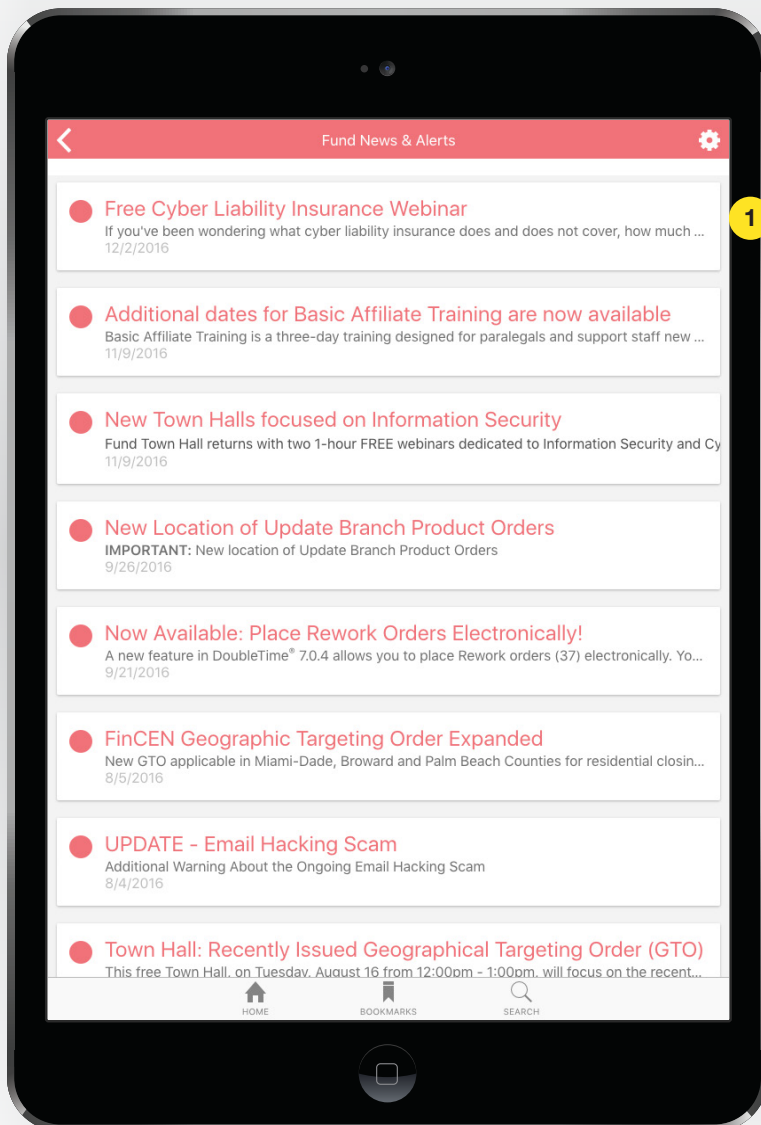 Fund News & Alerts
Free Cyber Liability Insurance Webinar
If you've been wondering what cyber liability insurance does and does not cover, how much ...
12/2/2016
1
Additional dates for Basic Affiliate Training are now available
Basic Affiliate Training is a three-day training designed for paralegals and support staff new ...
11/9/2016
New Town Halls focused on Information Security
Fund Town Hall returns with two 1-hour FREE webinars dedicated to Information Security and Cy
11/9/2016
New Location of Update Branch Product Orders
IMPORTANT: New location of Update Branch Product Orders
9/26/2016
Now Available: Place Rework Orders Electronically!
A new feature in DoubleTime® 7.0.4 allows you to place Rework orders (37) electronically. Yo...
9/21/2016
FinCEN Geographic Targeting Order Expanded
New GTO applicable in Miami-Dade, Broward and Palm Beach Counties for residential closin...
8/5/2016
UPDATE - Email Hacking Scam
Additional Warning About the Ongoing Email Hacking Scam
8/4/2016
Town Hall: Recently Issued Geographical Targeting Order (GTO)
This free Town Hall, on Tuesday, August 16 from 12:00pm - 1:00pm, will focus on the recent...
HOME BOOKMARKS SEARCH